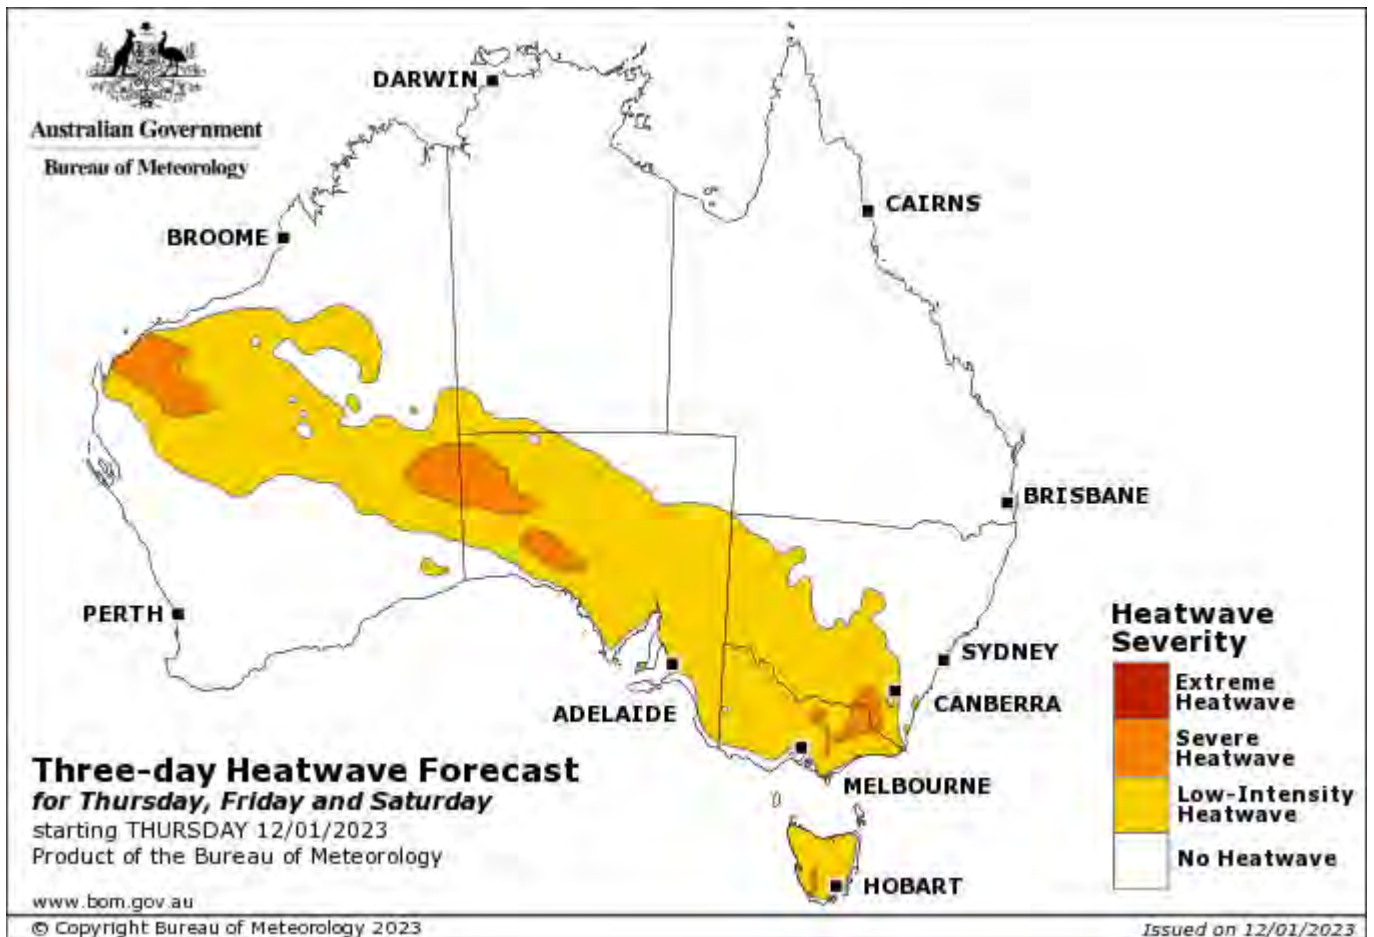 Australian Government
Bureau of Meteorology
DARWIN
CAIRNS
BROOME
BRISBANE
PERTH
SYDNEY
CANBERRA
ADELAIDE
MELBOURNE
HOBART
Heatwave
Severity
Extreme
Heatwave
Severe
Heatwave
Low-Intensity
Heatwave
No Heatwave
Three-day Heatwave Forecast
for Thursday, Friday and Saturday
starting THURSDAY 12/01/2023
Product of the Bureau of Meteorology
www.bom.gov.au
© Copyright Bureau of Meteorology 2023
Issued on 12/01/2023